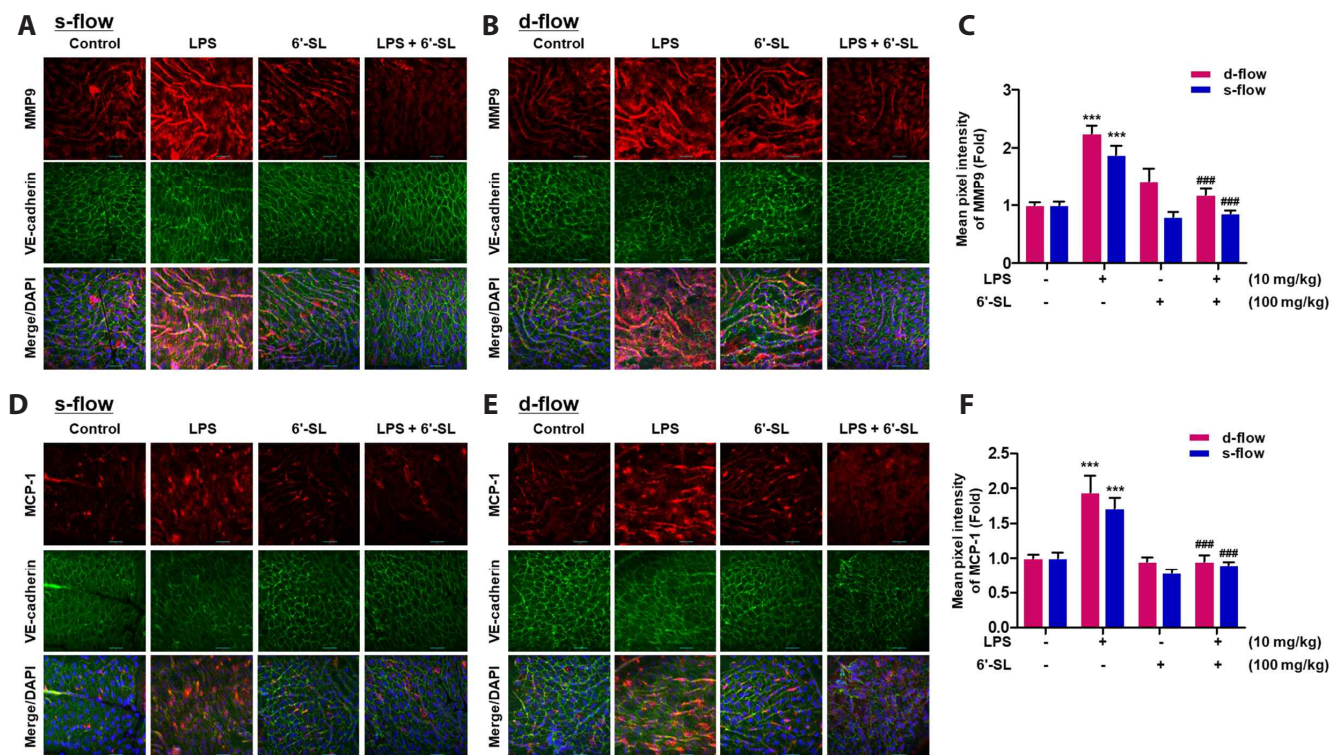 A
s-flow
Control LPS 6'-SL LPS + 6'-SL
MMP9
VE-cadherin
Merge/DAPI
B
d-flow
Control LPS 6'-SL LPS + 6'-SL
MMP9
VE-cadherin
Merge/DAPI
C
d-flow
s-flow
Mean pixel intensity
of MMP9 (Fold)
3
2
1
0
*** ***
### ###
LPS - + - + (10 mg/kg)
6'-SL - - + + (100 mg/kg)
D
s-flow
Control LPS 6'-SL LPS + 6'-SL
MCP-1
VE-cadherin
Merge/DAPI
E
d-flow
Control LPS 6'-SL LPS + 6'-SL
MCP-1
VE-cadherin
Merge/DAPI
F
d-flow
s-flow
Mean pixel intensity
of MCP-1 (Fold)
2.5
2.0
1.5
1.0
0.5
0.0
*** ***
### ###
LPS - + - + (10 mg/kg)
6'-SL - - + + (100 mg/kg)